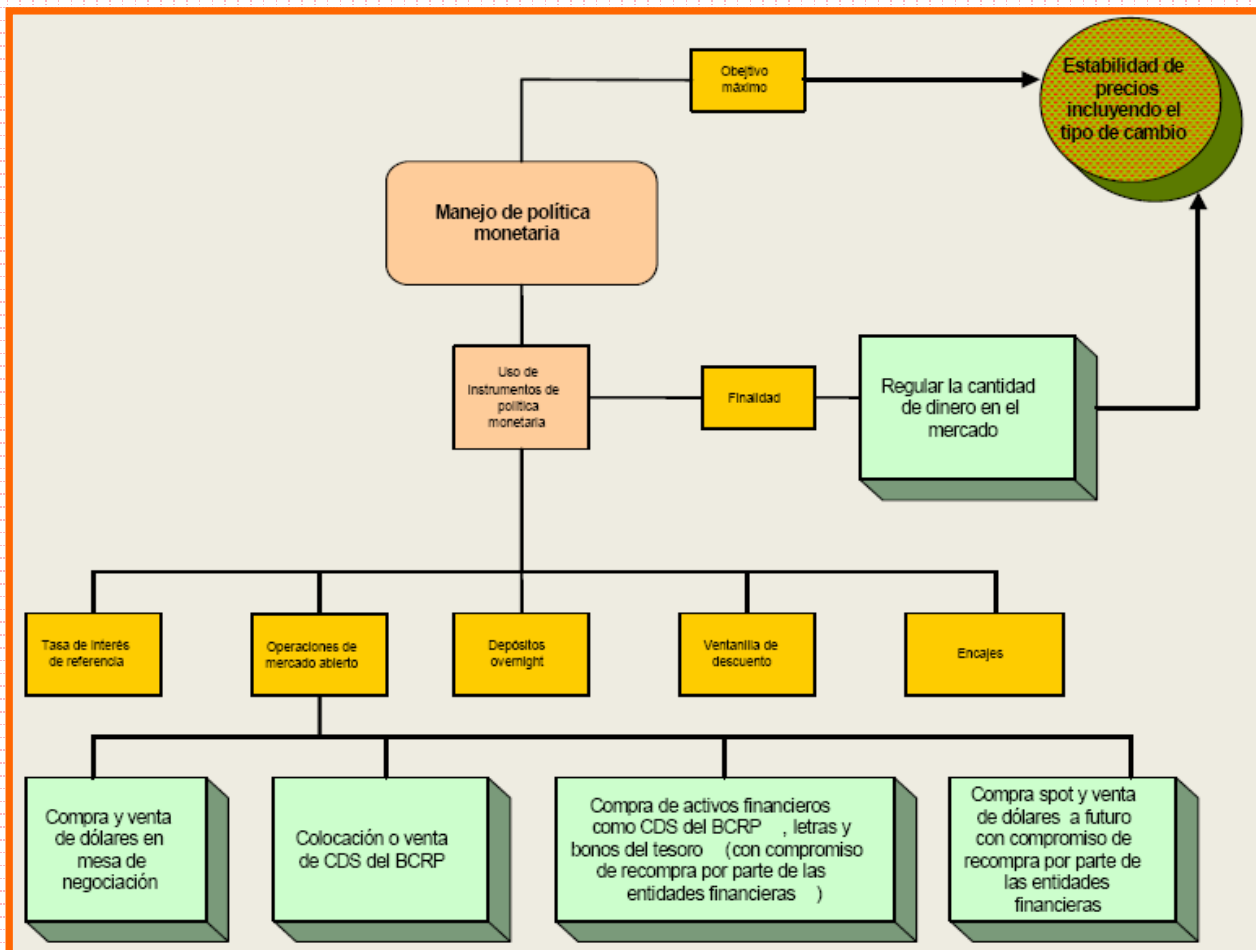 Obejtivo
máximo
Estabilidad de
precios
incluyendo el
tipo de cambio
Manejo de política
monetaria
Uso de
Instrumentos de
política
monetaria
Finalidad
Regular la cantidad
de dinero en el
mercado
Tasa de interés
de referencia
Operaciones de
mercado abierto
Depósitos
overnight
Ventanilla de
descuento
Encajes
Compra y venta
de dólares en
mesa de
negociación
Colocación o venta
de CDS del BCRP
Compra de activos financieros
como CDS del BCRP , letras y
bonos del tesoro (con compromiso
de recompra por parte de las
entidades financieras )
Compra spot y venta
de dólares a futuro
con compromiso de
recompra por parte de
las entidades
financieras